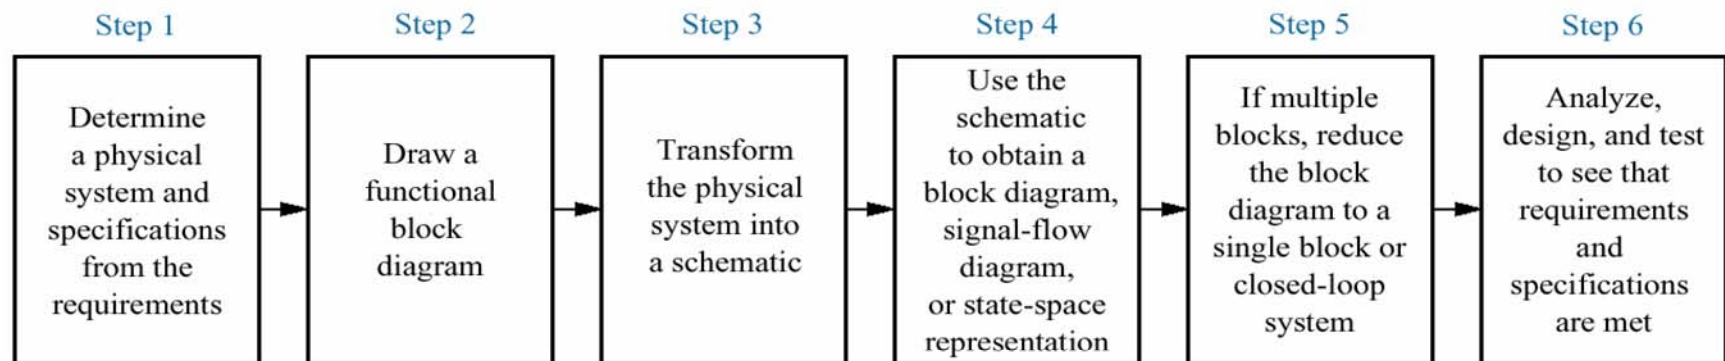 Step 1
Determine
a physical
system and
specifications
from the
requirements
Step 2
Draw a
functional
block
diagram
Step 3
Transform
the physical
system into
a schematic
Step 4
Use the
schematic
to obtain a
block diagram,
signal-flow
diagram,
or state-space
representation
Step 5
If multiple
blocks, reduce
the block
diagram to a
single block or
closed-loop
system
Step 6
Analyze,
design, and test
to see that
requirements
and
specifications
are met